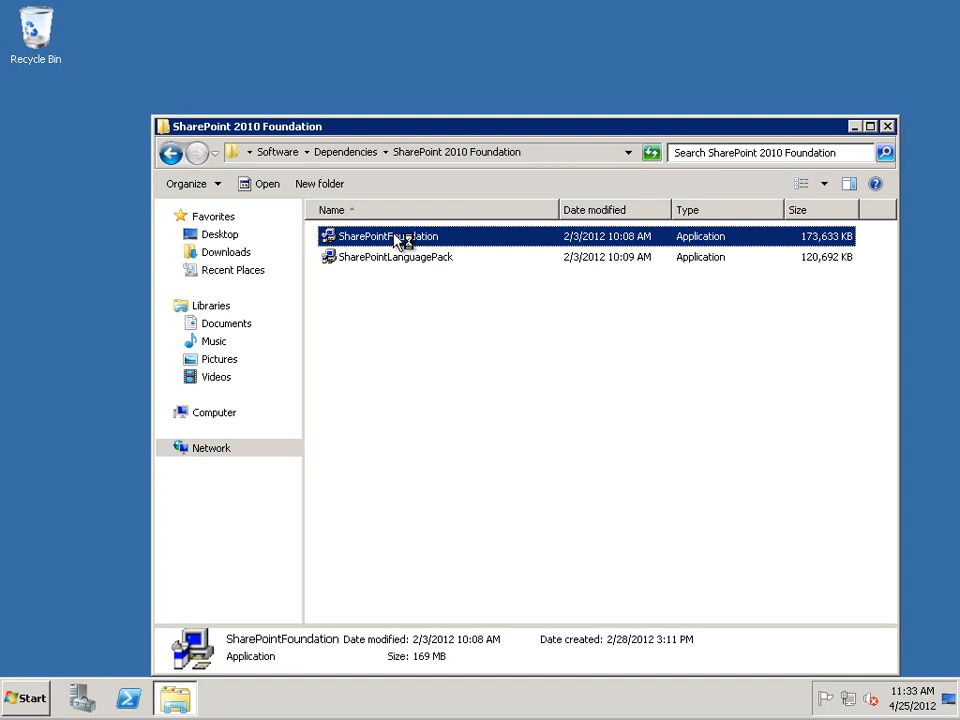 Recycle Bin
SharePoint 2010 Foundation
Software Dependencies SharePoint 2010 Foundation Search SharePoint 2010 Foundation
Organize Open New folder
Name Date modified Type Size
Favorites
Desktop
Downloads
Recent Places
Libraries
Documents
Music
Pictures
Videos
Computer
Network
SharePointFoundation 2/3/2012 10:08 AM Application 173,633 KB
SharePointLanguagePack 2/3/2012 10:09 AM Application 120,692 KB
SharePointFoundation Date modified: 2/3/2012 10:08 AM Date created: 2/28/2012 3:11 PM
Application Size: 169 MB
Start
11:33 AM
4/25/2012